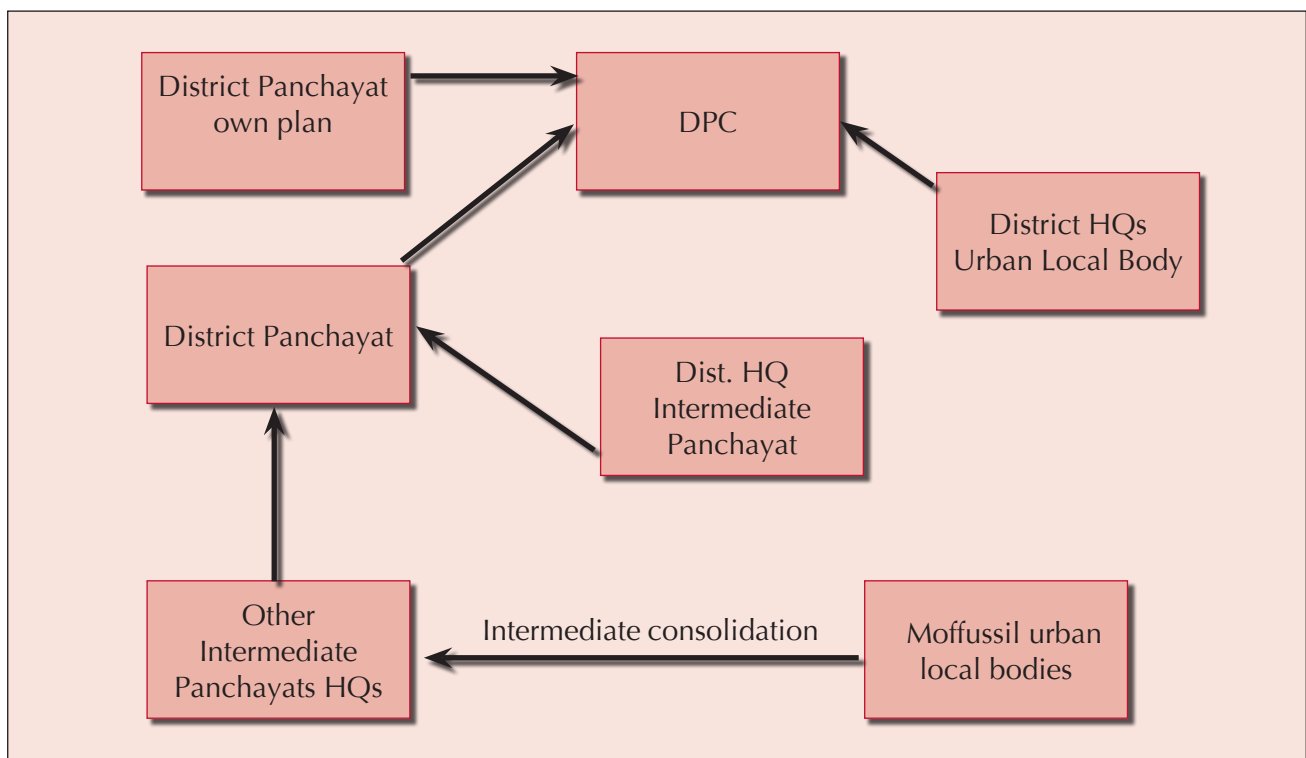 District Panchayat
own plan
DPC
District HQs
Urban Local Body
District Panchayat
Dist. HQ
Intermediate
Panchayat
Other
Intermediate
Panchayats HQs
Intermediate consolidation
Moffussil urban
local bodies